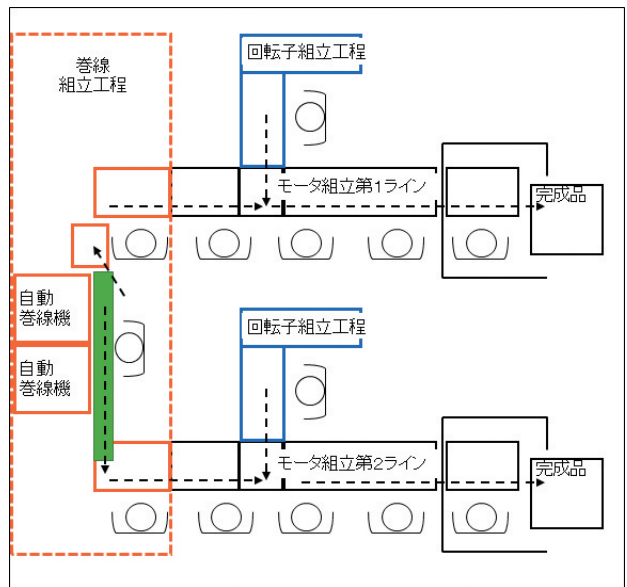 巻線
組立工程
回転子組立工程
モータ組立第1ライン
完成品
自動
巻線機
自動
巻線機
回転子組立工程
モータ組立第2ライン
完成品